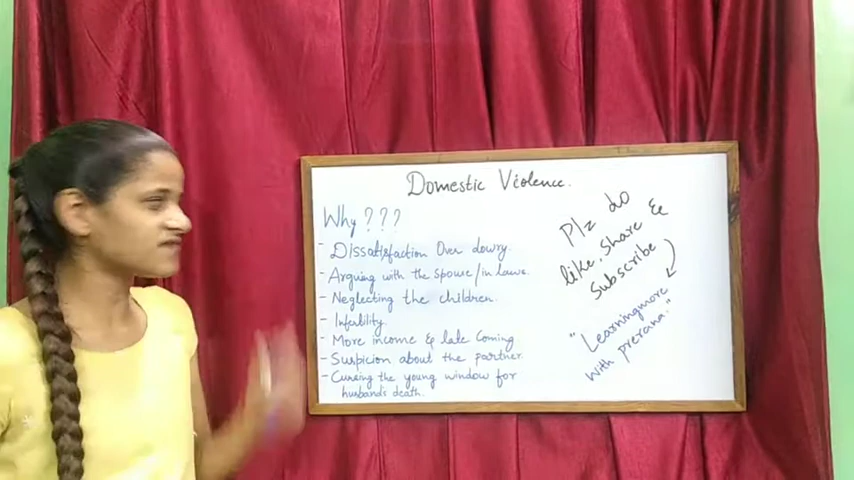 Domestic Violence.
Why???
- Dissatisfaction Over dowry.
- Arguing with the Spouse/in laws.
- Neglecting the children.
- Infertility.
- More income & late Coming
- Suspicion about the partner.
- Cursing the young window for
husband's death.
Plz do
like, Share &
Subscribe
"Learningmore
with prerana."